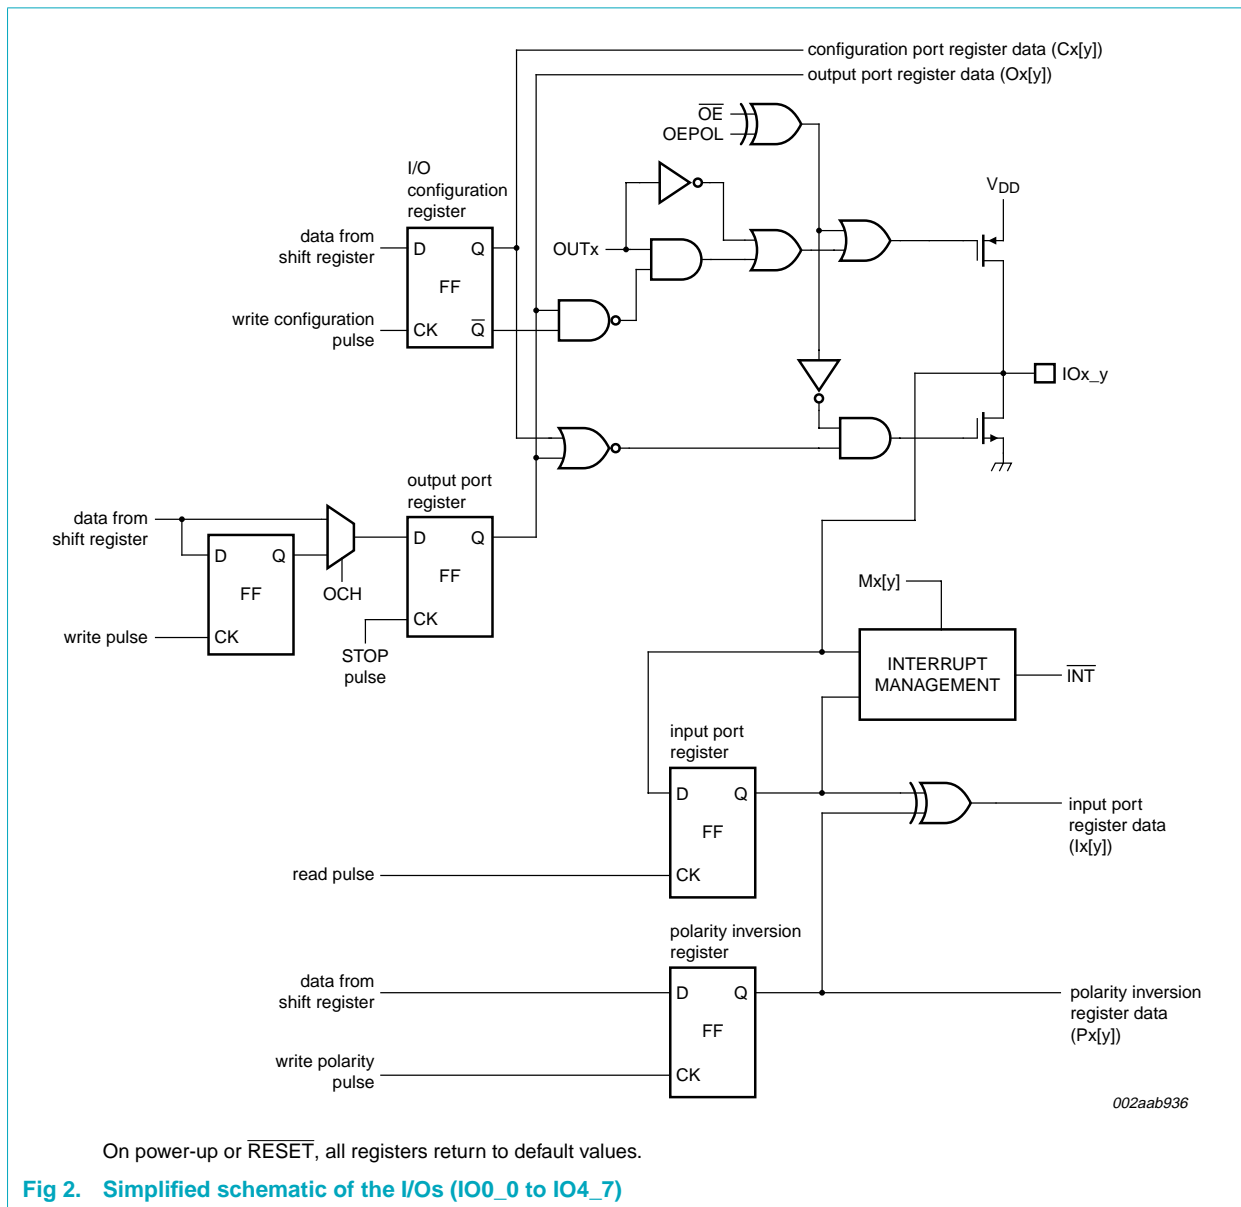 configuration port register data (Cx[y])
output port register data (Ox[y])
OE
OEPOL
I/O
configuration
register
VDD
data from
shift register
D
Q
OUTx
FF
write configuration
pulse
CK
Q
IOx_y
output port
register
data from
shift register
D
Q
D
Q
FF
FF
OCH
Mx[y]
write pulse
CK
CK
STOP
pulse
INTERRUPT
MANAGEMENT
INT
input port
register
D
Q
input port
register data
(Ix[y])
FF
read pulse
CK
polarity inversion
register
data from
shift register
D
Q
polarity inversion
register data
(Px[y])
FF
write polarity
pulse
CK
002aab936
On power-up or RESET, all registers return to default values.
Fig 2. Simplified schematic of the I/Os (IO0_0 to IO4_7)